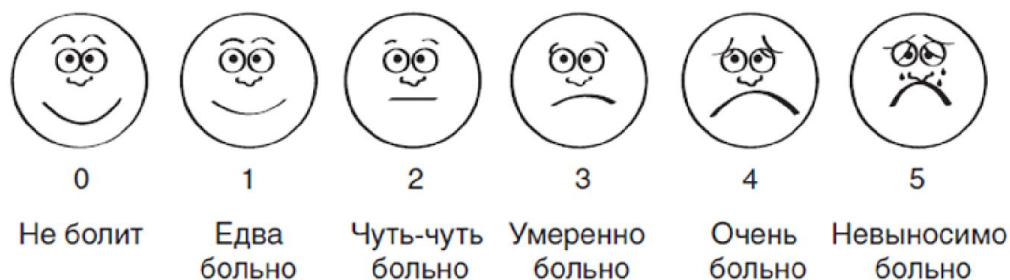 0 1 2 3 4 5
Не болит Едва Чуть-чуть Умеренно Очень Невыносимо
больно больно больно больно больно